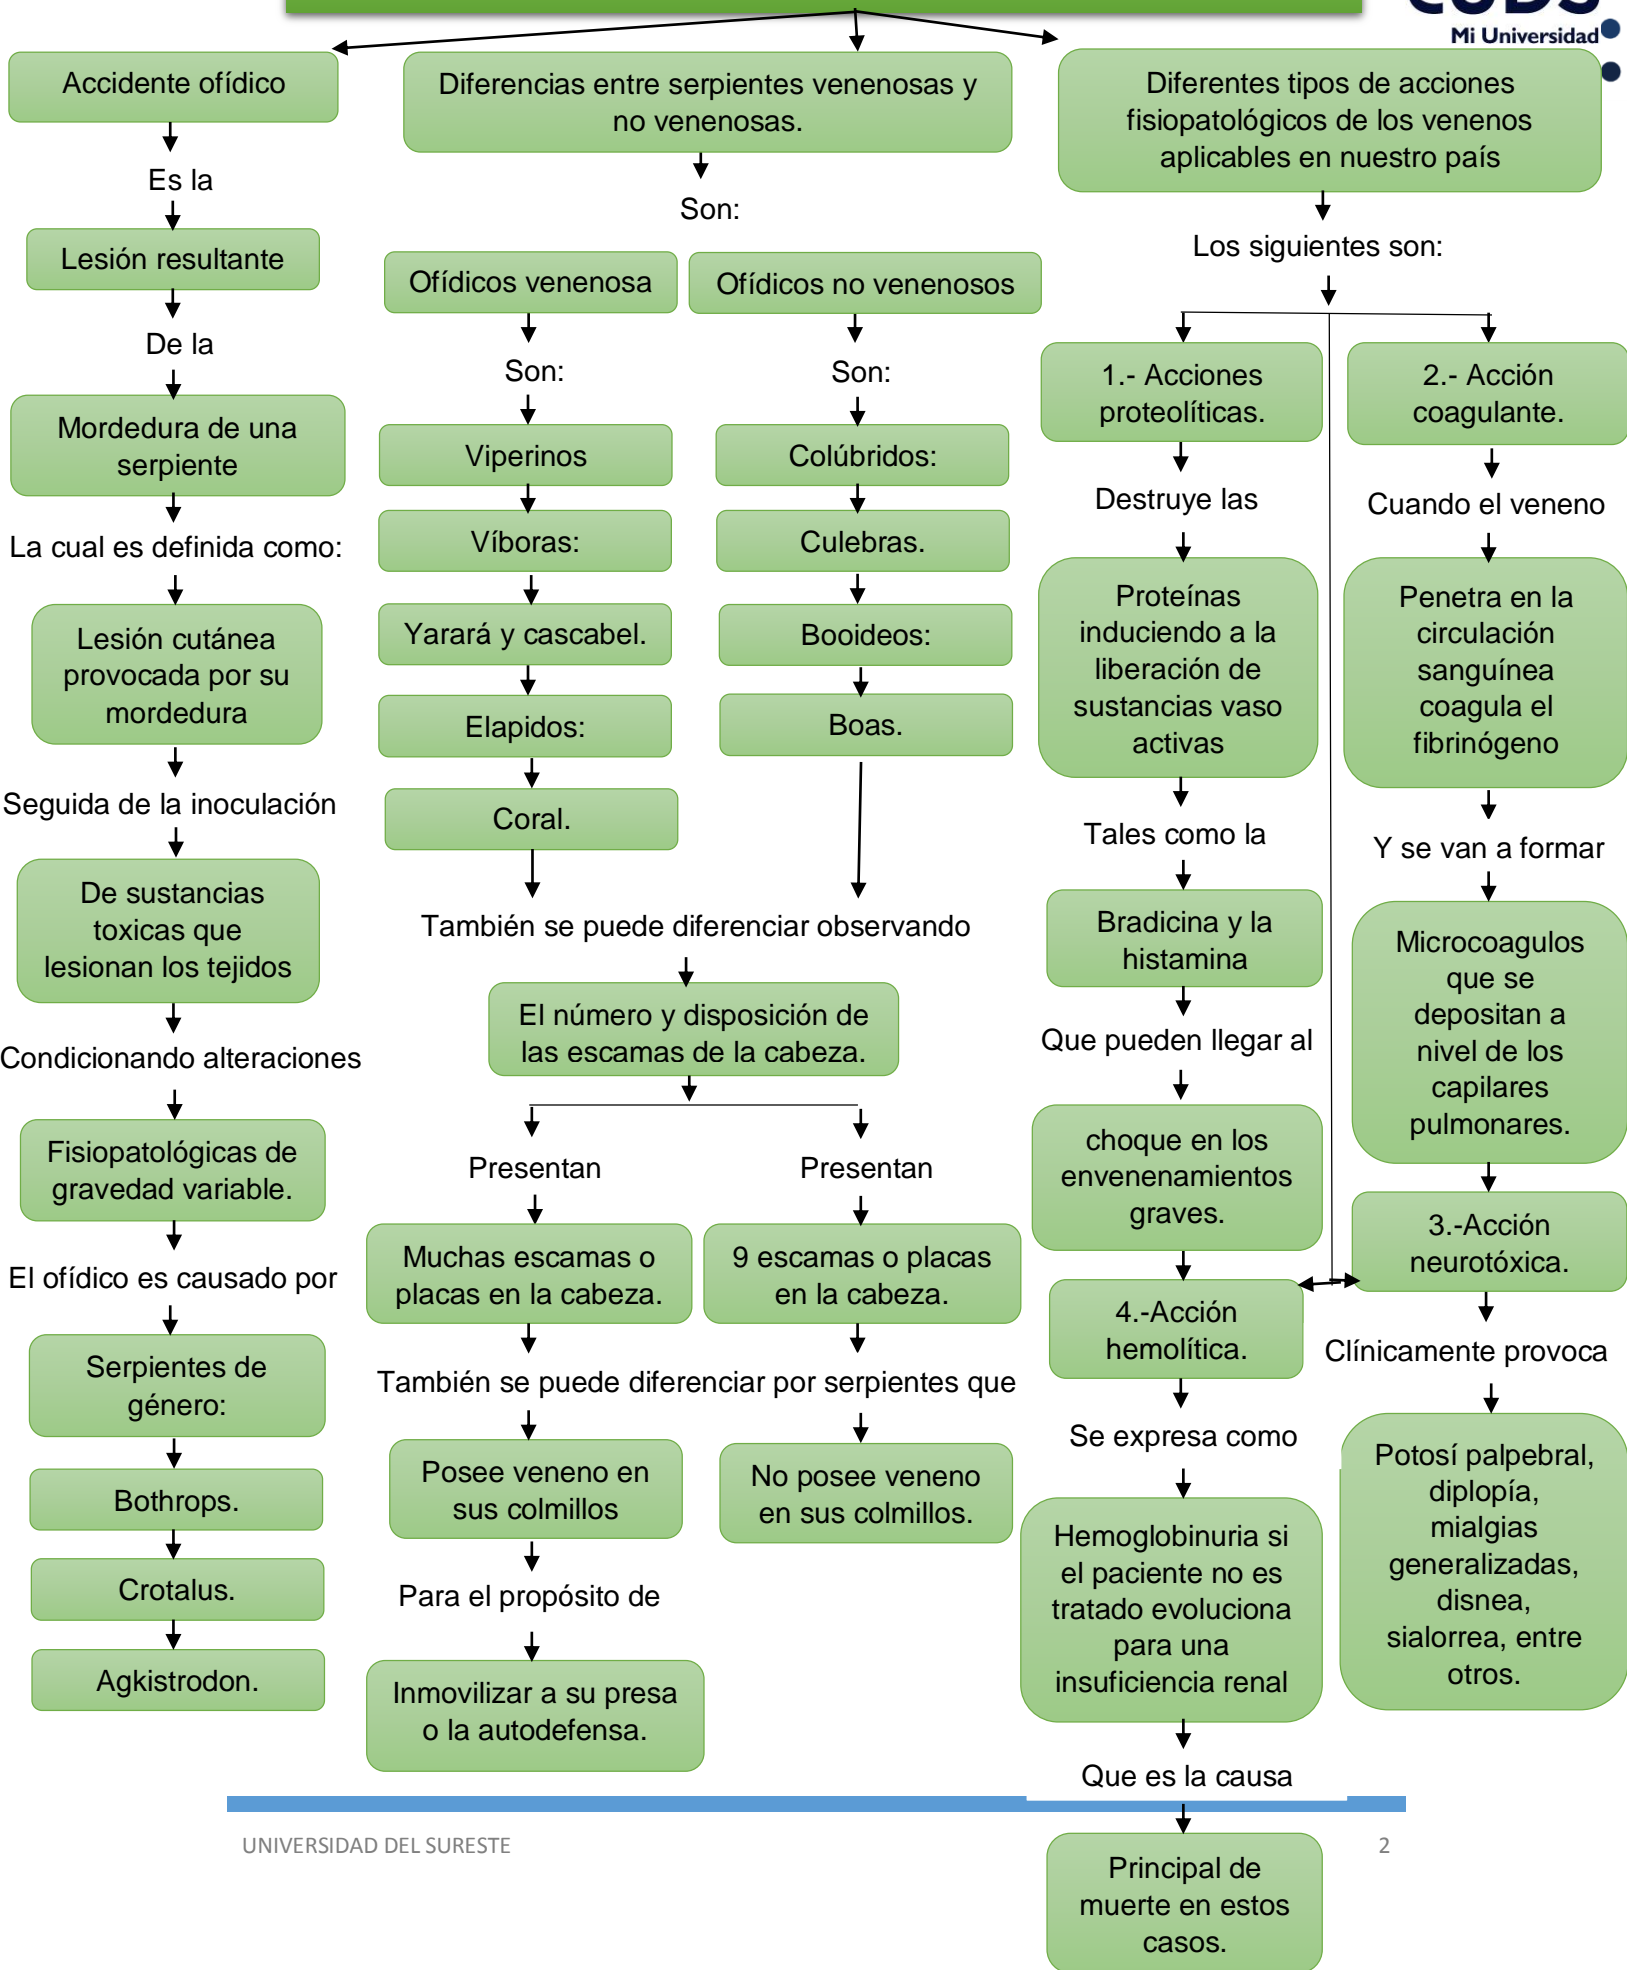 Mi Universidad
Accidente ofídico
Es la
Lesión resultante
De la
Mordedura de una
serpiente
La cual es definida como:
Lesión cutánea
provocada por su
mordedura
Seguida de la inoculación
De sustancias
toxicas que
lesionan los tejidos
Condicionando alteraciones
Fisiopatológicas de
gravedad variable.
El ofídico es causado por
Serpientes de
género:
Bothrops.
Crotalus.
Agkistrodon.
Diferencias entre serpientes venenosas y
no venenosas.
Son:
Ofídicos venenosa
Son:
Viperinos
Víboras:
Yarará y cascabel.
Elapidos:
Coral.
Ofídicos no venenosos
Son:
Colúbridos:
Culebras.
Booideos:
Boas.
También se puede diferenciar observando
El número y disposición de
las escamas de la cabeza.
Presentan
Muchas escamas o
placas en la cabeza.
Presentan
9 escamas o placas
en la cabeza.
También se puede diferenciar por serpientes que
Posee veneno en
sus colmillos
Para el propósito de
Inmovilizar a su presa
o la autodefensa.
No posee veneno
en sus colmillos.
Diferentes tipos de acciones
fisiopatológicos de los venenos
aplicables en nuestro país
Los siguientes son:
1.- Acciones
proteolíticas.
Destruye las
Proteínas
induciendo a la
liberación de
sustancias vaso
activas
Tales como la
Bradicina y la
histamina
Que pueden llegar al
choque en los
envenenamientos
graves.
4.-Acción
hemolítica.
Se expresa como
Hemoglobinuria si
el paciente no es
tratado evoluciona
para una
insuficiencia renal
Que es la causa
Principal de
muerte en estos
casos.
2.- Acción
coagulante.
Cuando el veneno
Penetra en la
circulación
sanguínea
coagula el
fibrinógeno
Y se van a formar
Microcoagulos
que se
depositan a
nivel de los
capilares
pulmonares.
3.-Acción
neurotóxica.
Clínicamente provoca
Potosí palpebral,
diplopía,
mialgias
generalizadas,
disnea,
sialorrea, entre
otros.
UNIVERSIDAD DEL SURESTE
2